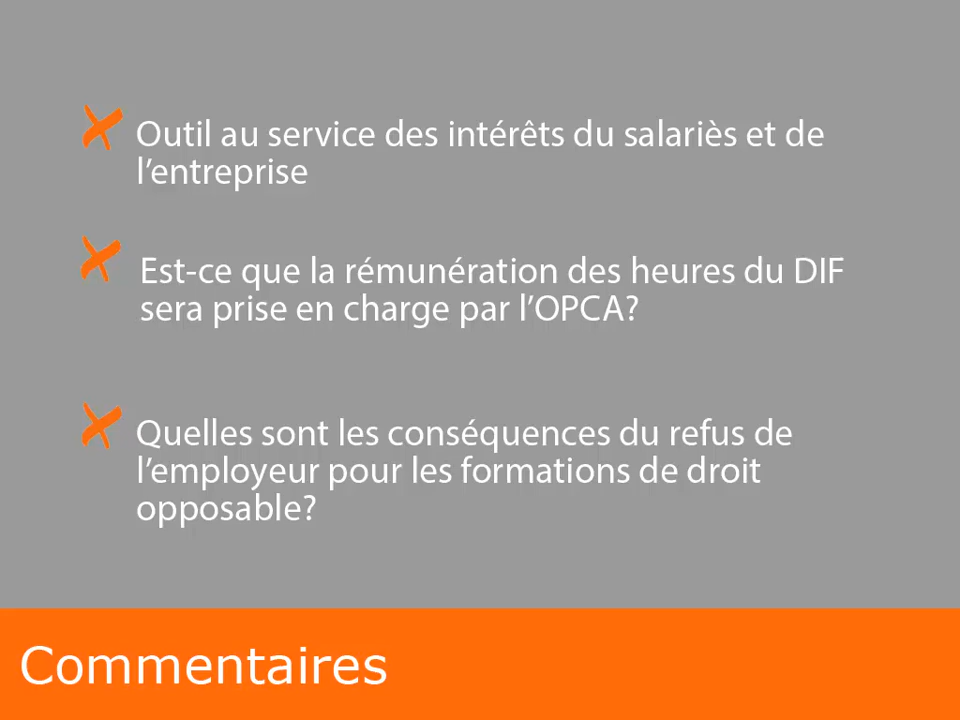 Outil au service des intérêts du salariès et de
l’entreprise
Est-ce que la rémunération des heures du DIF
sera prise en charge par l’OPCA?
Quelles sont les conséquences du refus de
l’employeur pour les formations de droit
opposable?
Commentaires